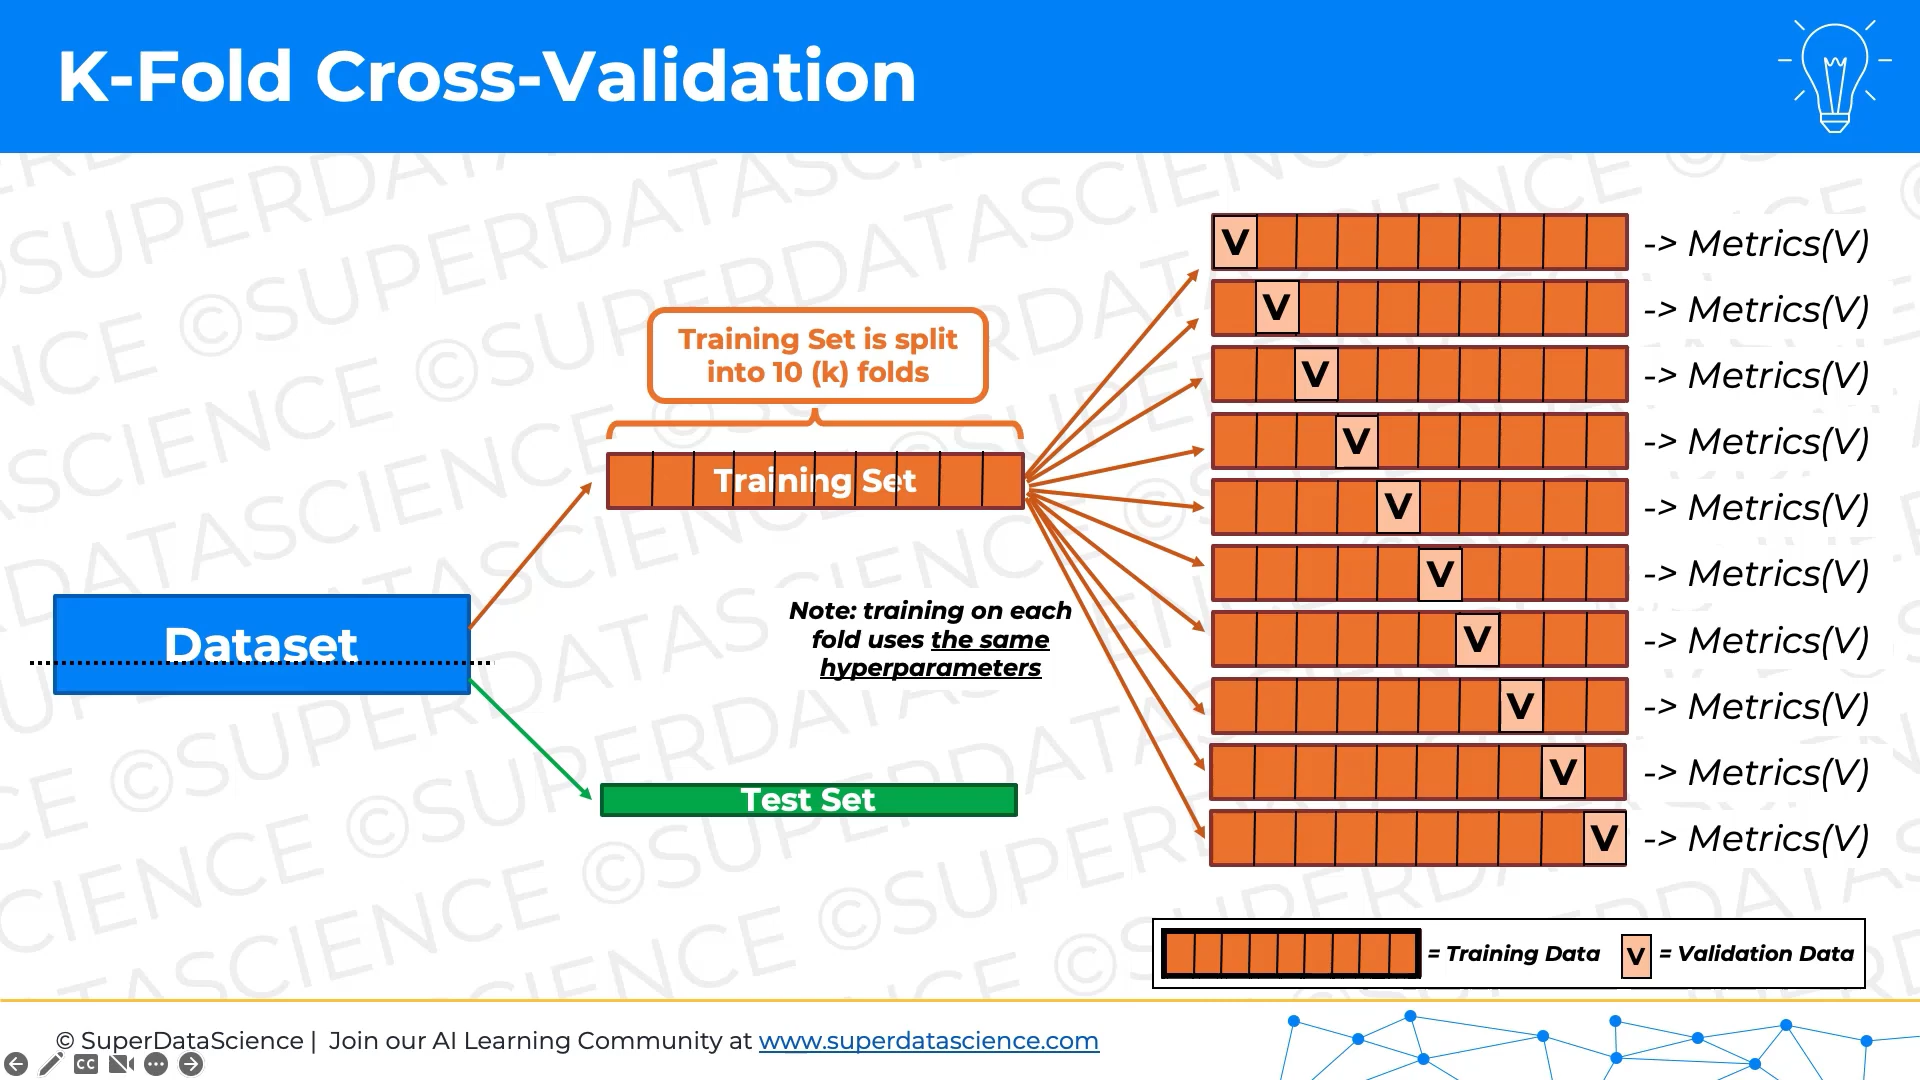 K-Fold Cross-Validation
Training Set is split
into 10 (k) folds
Training Set
Dataset
Note: training on each
fold uses the same
hyperparameters
Test Set
V -> Metrics(V)
V -> Metrics(V)
V -> Metrics(V)
V -> Metrics(V)
V -> Metrics(V)
V -> Metrics(V)
V -> Metrics(V)
V -> Metrics(V)
V -> Metrics(V)
V -> Metrics(V)
= Training Data V = Validation Data
© SuperDataScience | Join our AI Learning Community at www.superdatascience.com
CC
©SUPERDATASCIENCE